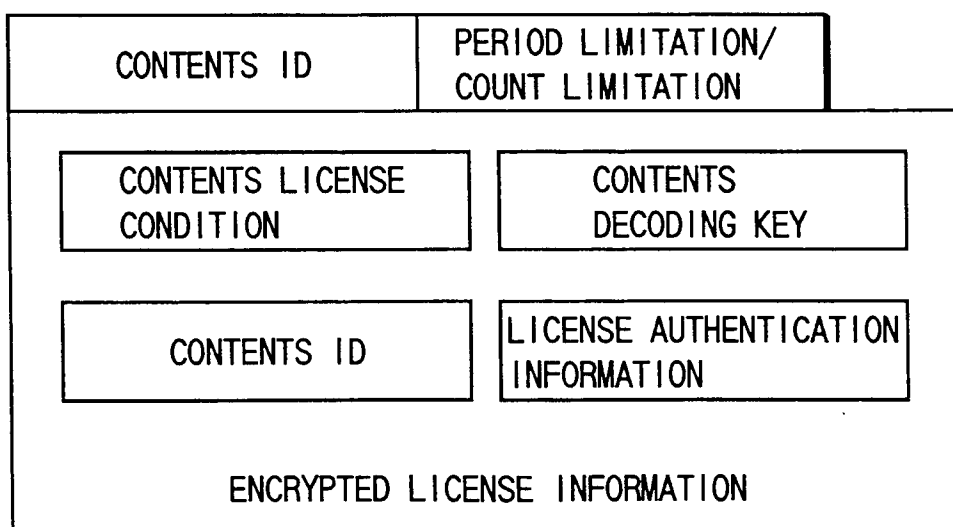 CONTENTS ID
PERIOD LIMITATION/
COUNT LIMITATION
CONTENTS LICENSE
CONDITION
CONTENTS
DECODING KEY
CONTENTS ID
LICENSE AUTHENTICATION
INFORMATION
ENCRYPTED LICENSE INFORMATION